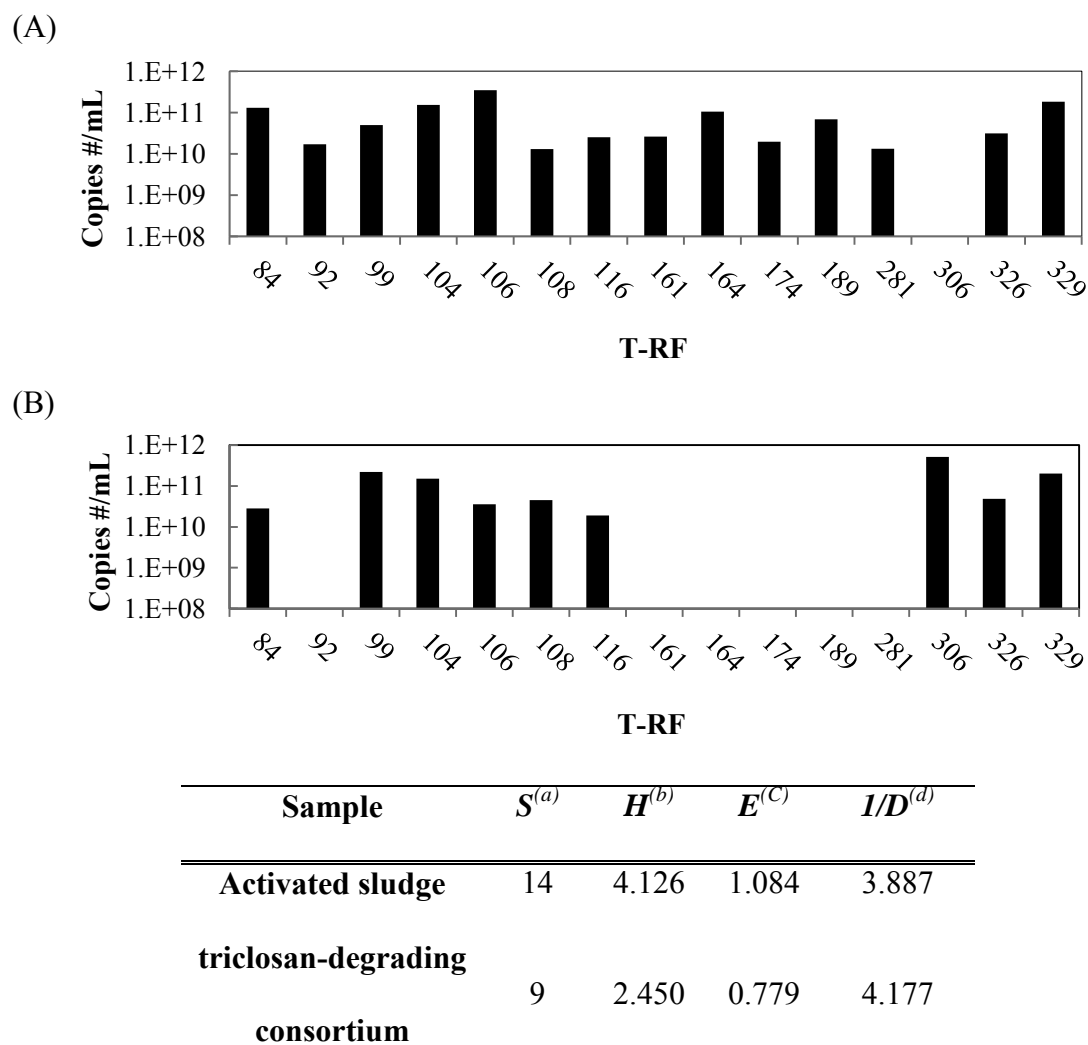 (A)
Copies #/mL
1.E+12
1.E+11
1.E+10
1.E+09
1.E+08
84 92 99 104 106 108 116 161 164 174 189 281 306 326 329
T-RF
(B)
Copies #/mL
1.E+12
1.E+11
1.E+10
1.E+09
1.E+08
84 92 99 104 106 108 116 161 164 174 189 281 306 326 329
T-RF
Sample S(a) H(b) E(C) 1/D(d)
Activated sludge 14 4.126 1.084 3.887
triclosan-degrading
9 2.450 0.779 4.177
consortium